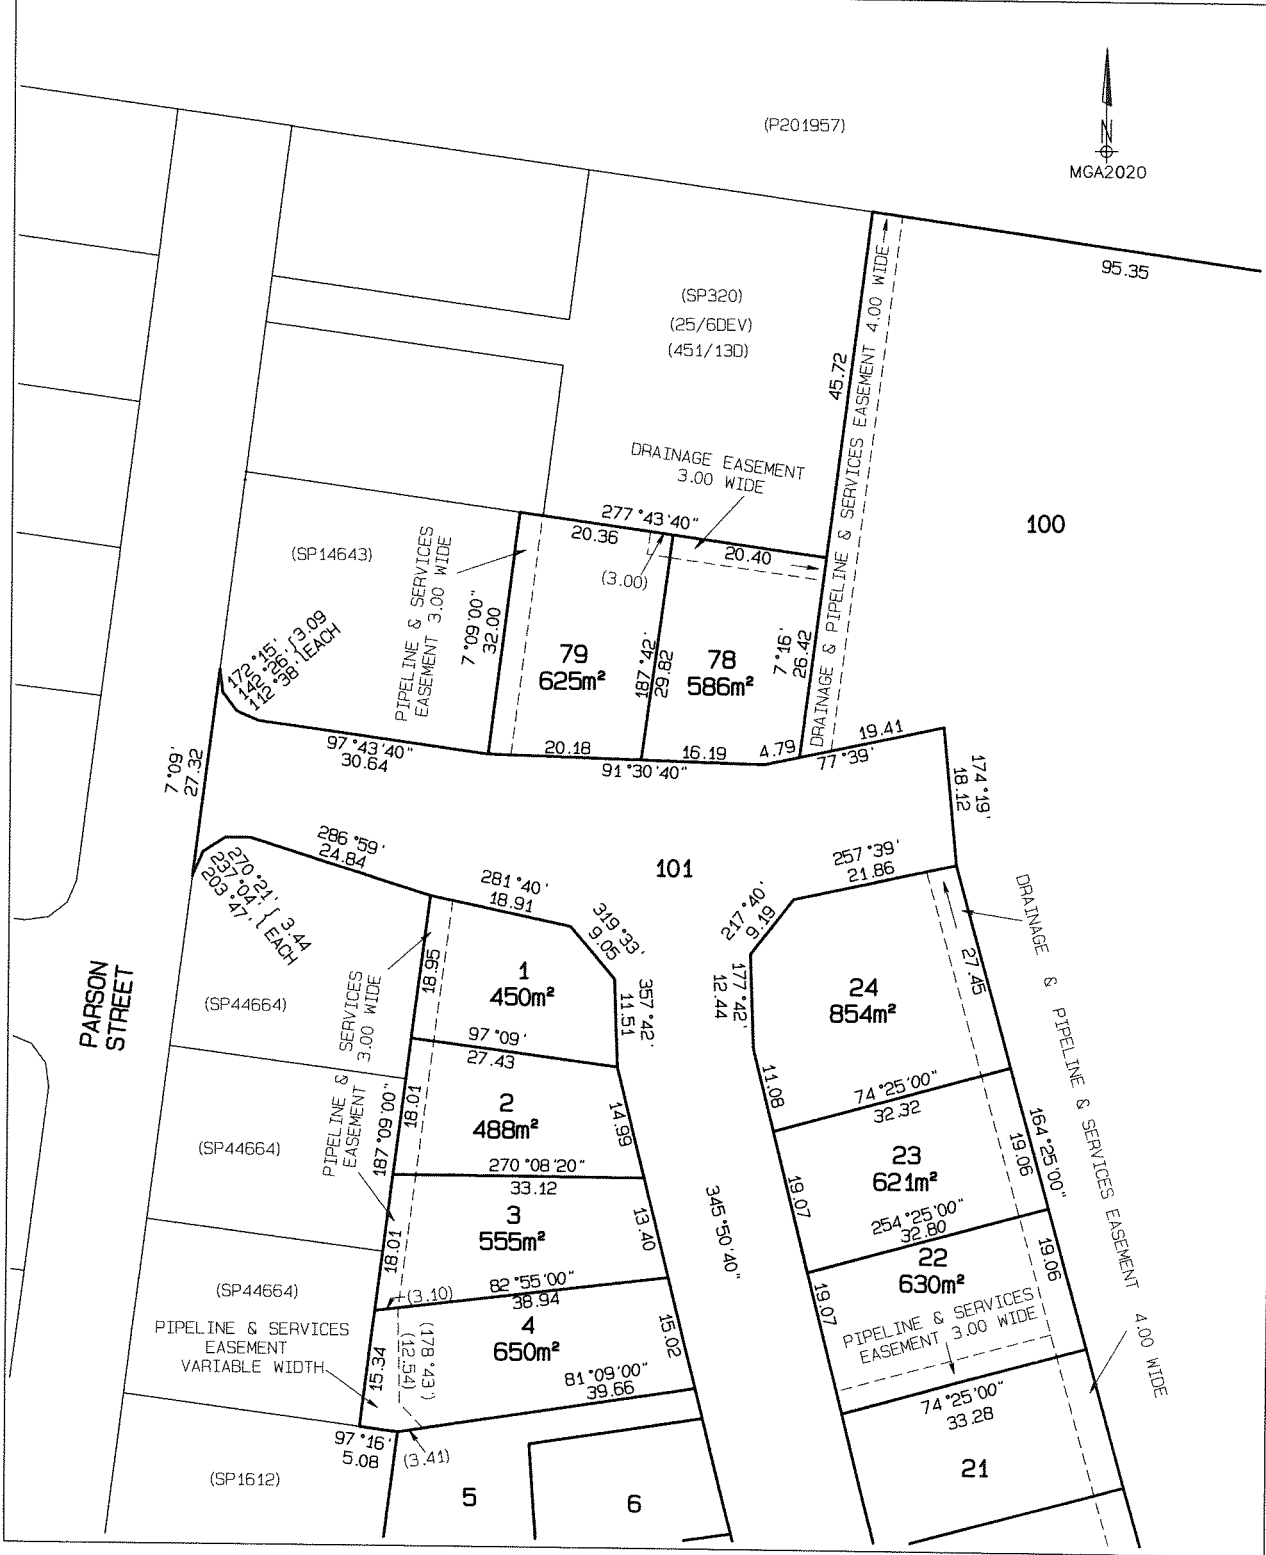 (P201957)
N
MGA2020
95.35
(SP320)
(25/6DEV)
(451/13D)
45.72
DRAINAGE & PIPELINE & SERVICES EASEMENT 4.00 WIDE
DRAINAGE EASEMENT
3.00 WIDE
100
277°43'40"
20.36
20.40
(3.00)
(SP14643)
PIPELINE & SERVICES
EASEMENT 3.00 WIDE
7°09'00"
32.00
79
625m²
187°42'
29.82
78
586m²
7°16'
26.42
172°15'
142°26' 3.09
112°38' EACH
97°43'40"
30.64
20.18
16.19
4.79
91°30'40"
19.41
77°39'
174°19'
18.12
7°09'
27.32
286°59'
24.84
101
257°39'
21.86
281°40'
18.91
270°21'
237°04' 3.44
203°47' EACH
319°33'
9.05
217°40'
9.19
357°42'
11.51
177°42'
12.44
PARSON
STREET
(SP44664)
PIPELINE & SERVICES
EASEMENT 3.00 WIDE
18.95
1
450m²
97°09'
27.43
24
854m²
27.45
DRAINAGE & PIPELINE & SERVICES EASEMENT 4.00 WIDE
(SP44664)
187°09'00"
18.01
2
488m²
14.99
11.08
74°25'00"
32.32
270°08'20"
33.12
23
621m²
19.06
164°25'00"
19.07
345°50'40"
3
555m²
13.40
18.01
254°25'00"
32.80
22
630m²
19.06
19.07
(SP44664)
(3.10)
82°55'00"
38.94
PIPELINE & SERVICES
EASEMENT
VARIABLE WIDTH
15.34
(178°43')
(12.54)
4
650m²
15.02
PIPELINE & SERVICES
EASEMENT 3.00 WIDE
81°09'00"
39.66
74°25'00"
33.28
97°16'
5.08
(3.41)
(SP1612)
5
6
21